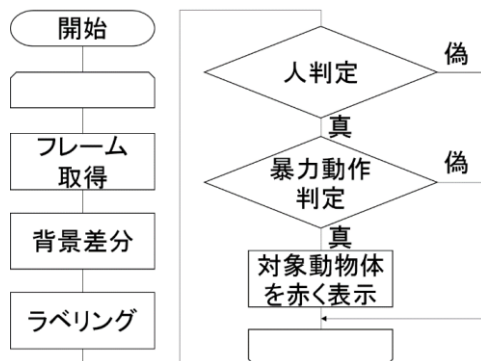 開始
フレーム
取得
背景差分
ラベリング
人判定
偽
真
暴力動作
判定
偽
真
対象動物体
を赤く表示